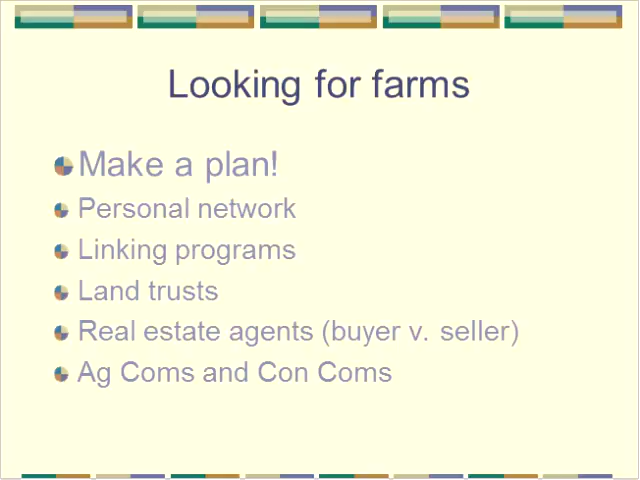 Looking for farms
Make a plan!
Personal network
Linking programs
Land trusts
Real estate agents (buyer v. seller)
Ag Coms and Con Coms